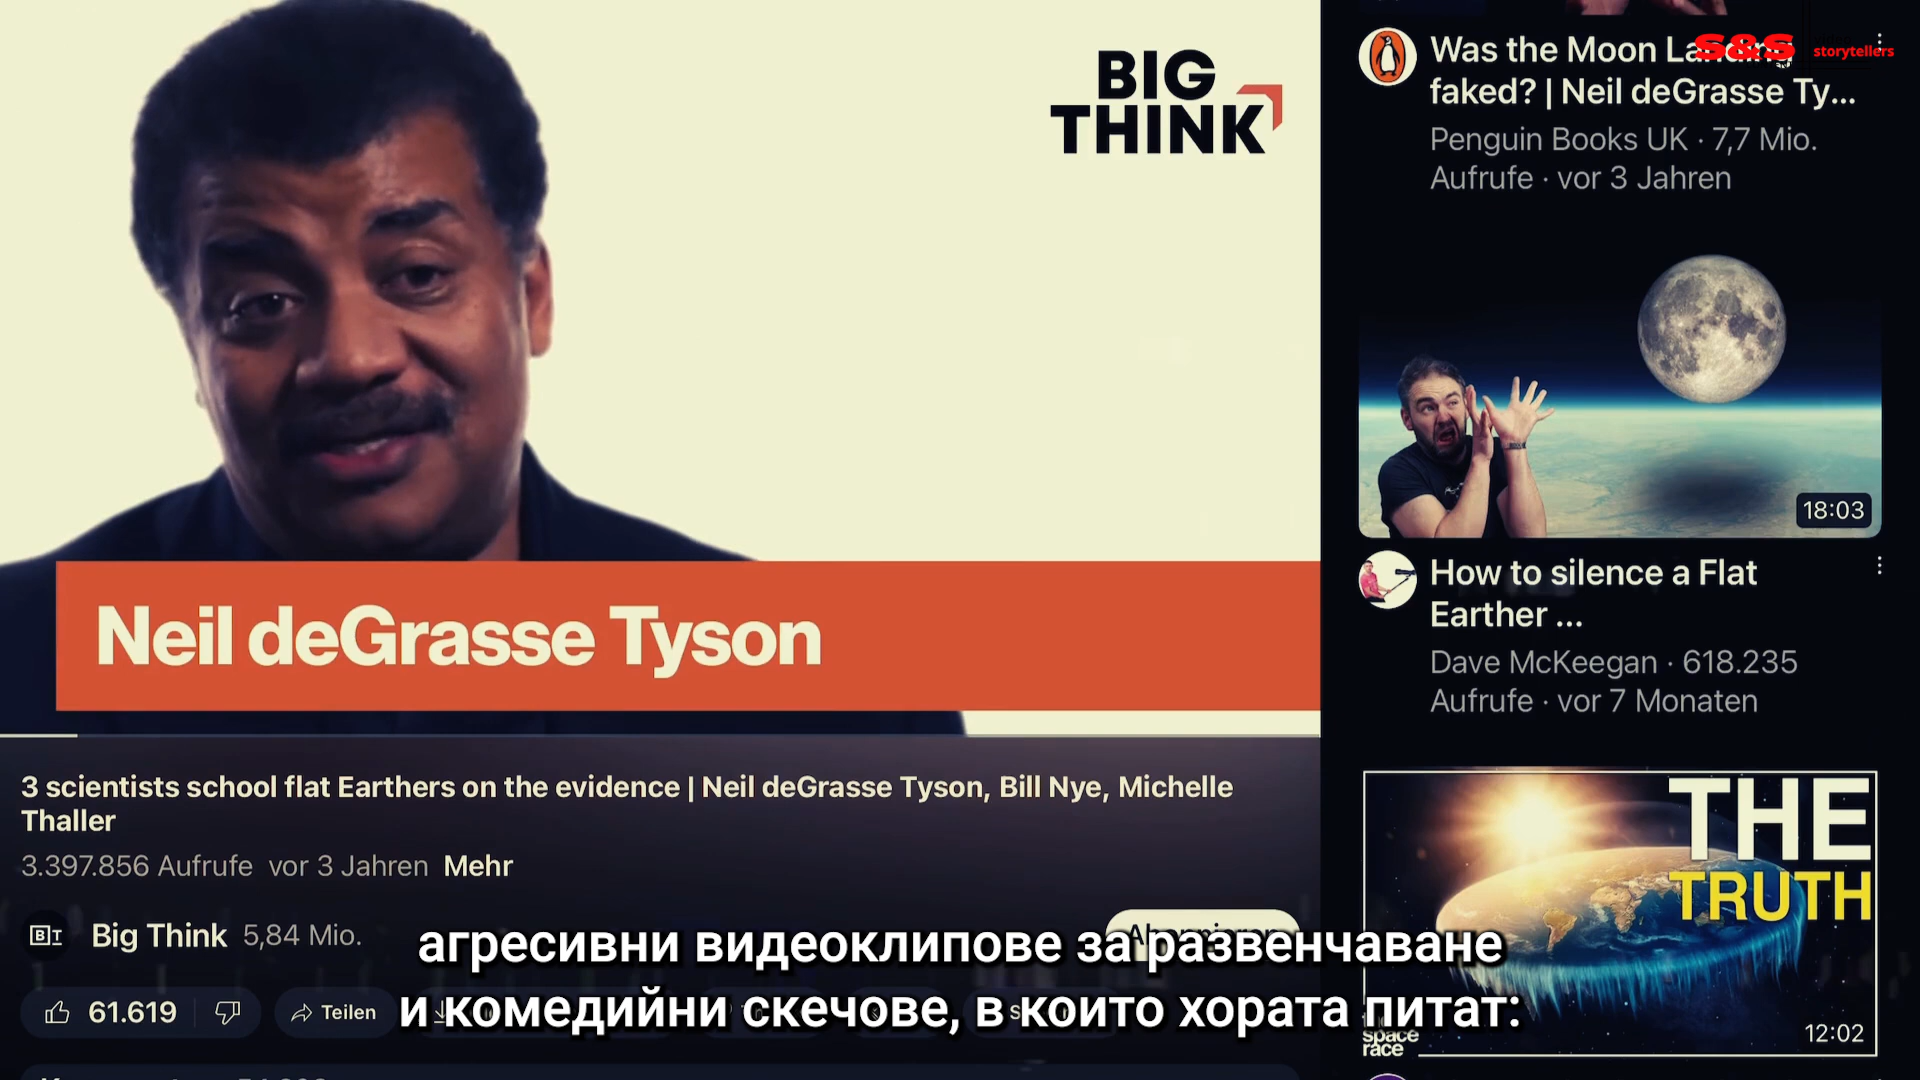 BIG
THINK
Neil deGrasse Tyson
3 scientists school flat Earthers on the evidence | Neil deGrasse Tyson, Bill Nye, Michelle
Thaller
3.397.856 Aufrufe vor 3 Jahren Mehr
Big Think 5,84 Mio.
61.619
Teilen
S&S
storytellers
Was the Moon Landing
faked? | Neil deGrasse Ty...
Penguin Books UK · 7,7 Mio.
Aufrufe · vor 3 Jahren
18:03
How to silence a Flat
Earther ...
Dave McKeegan · 618.235
Aufrufe · vor 7 Monaten
THE
TRUTH
space
race
12:02
агресивни видеоклипове за развенчаване
и комедийни скечове, в които хората питат: